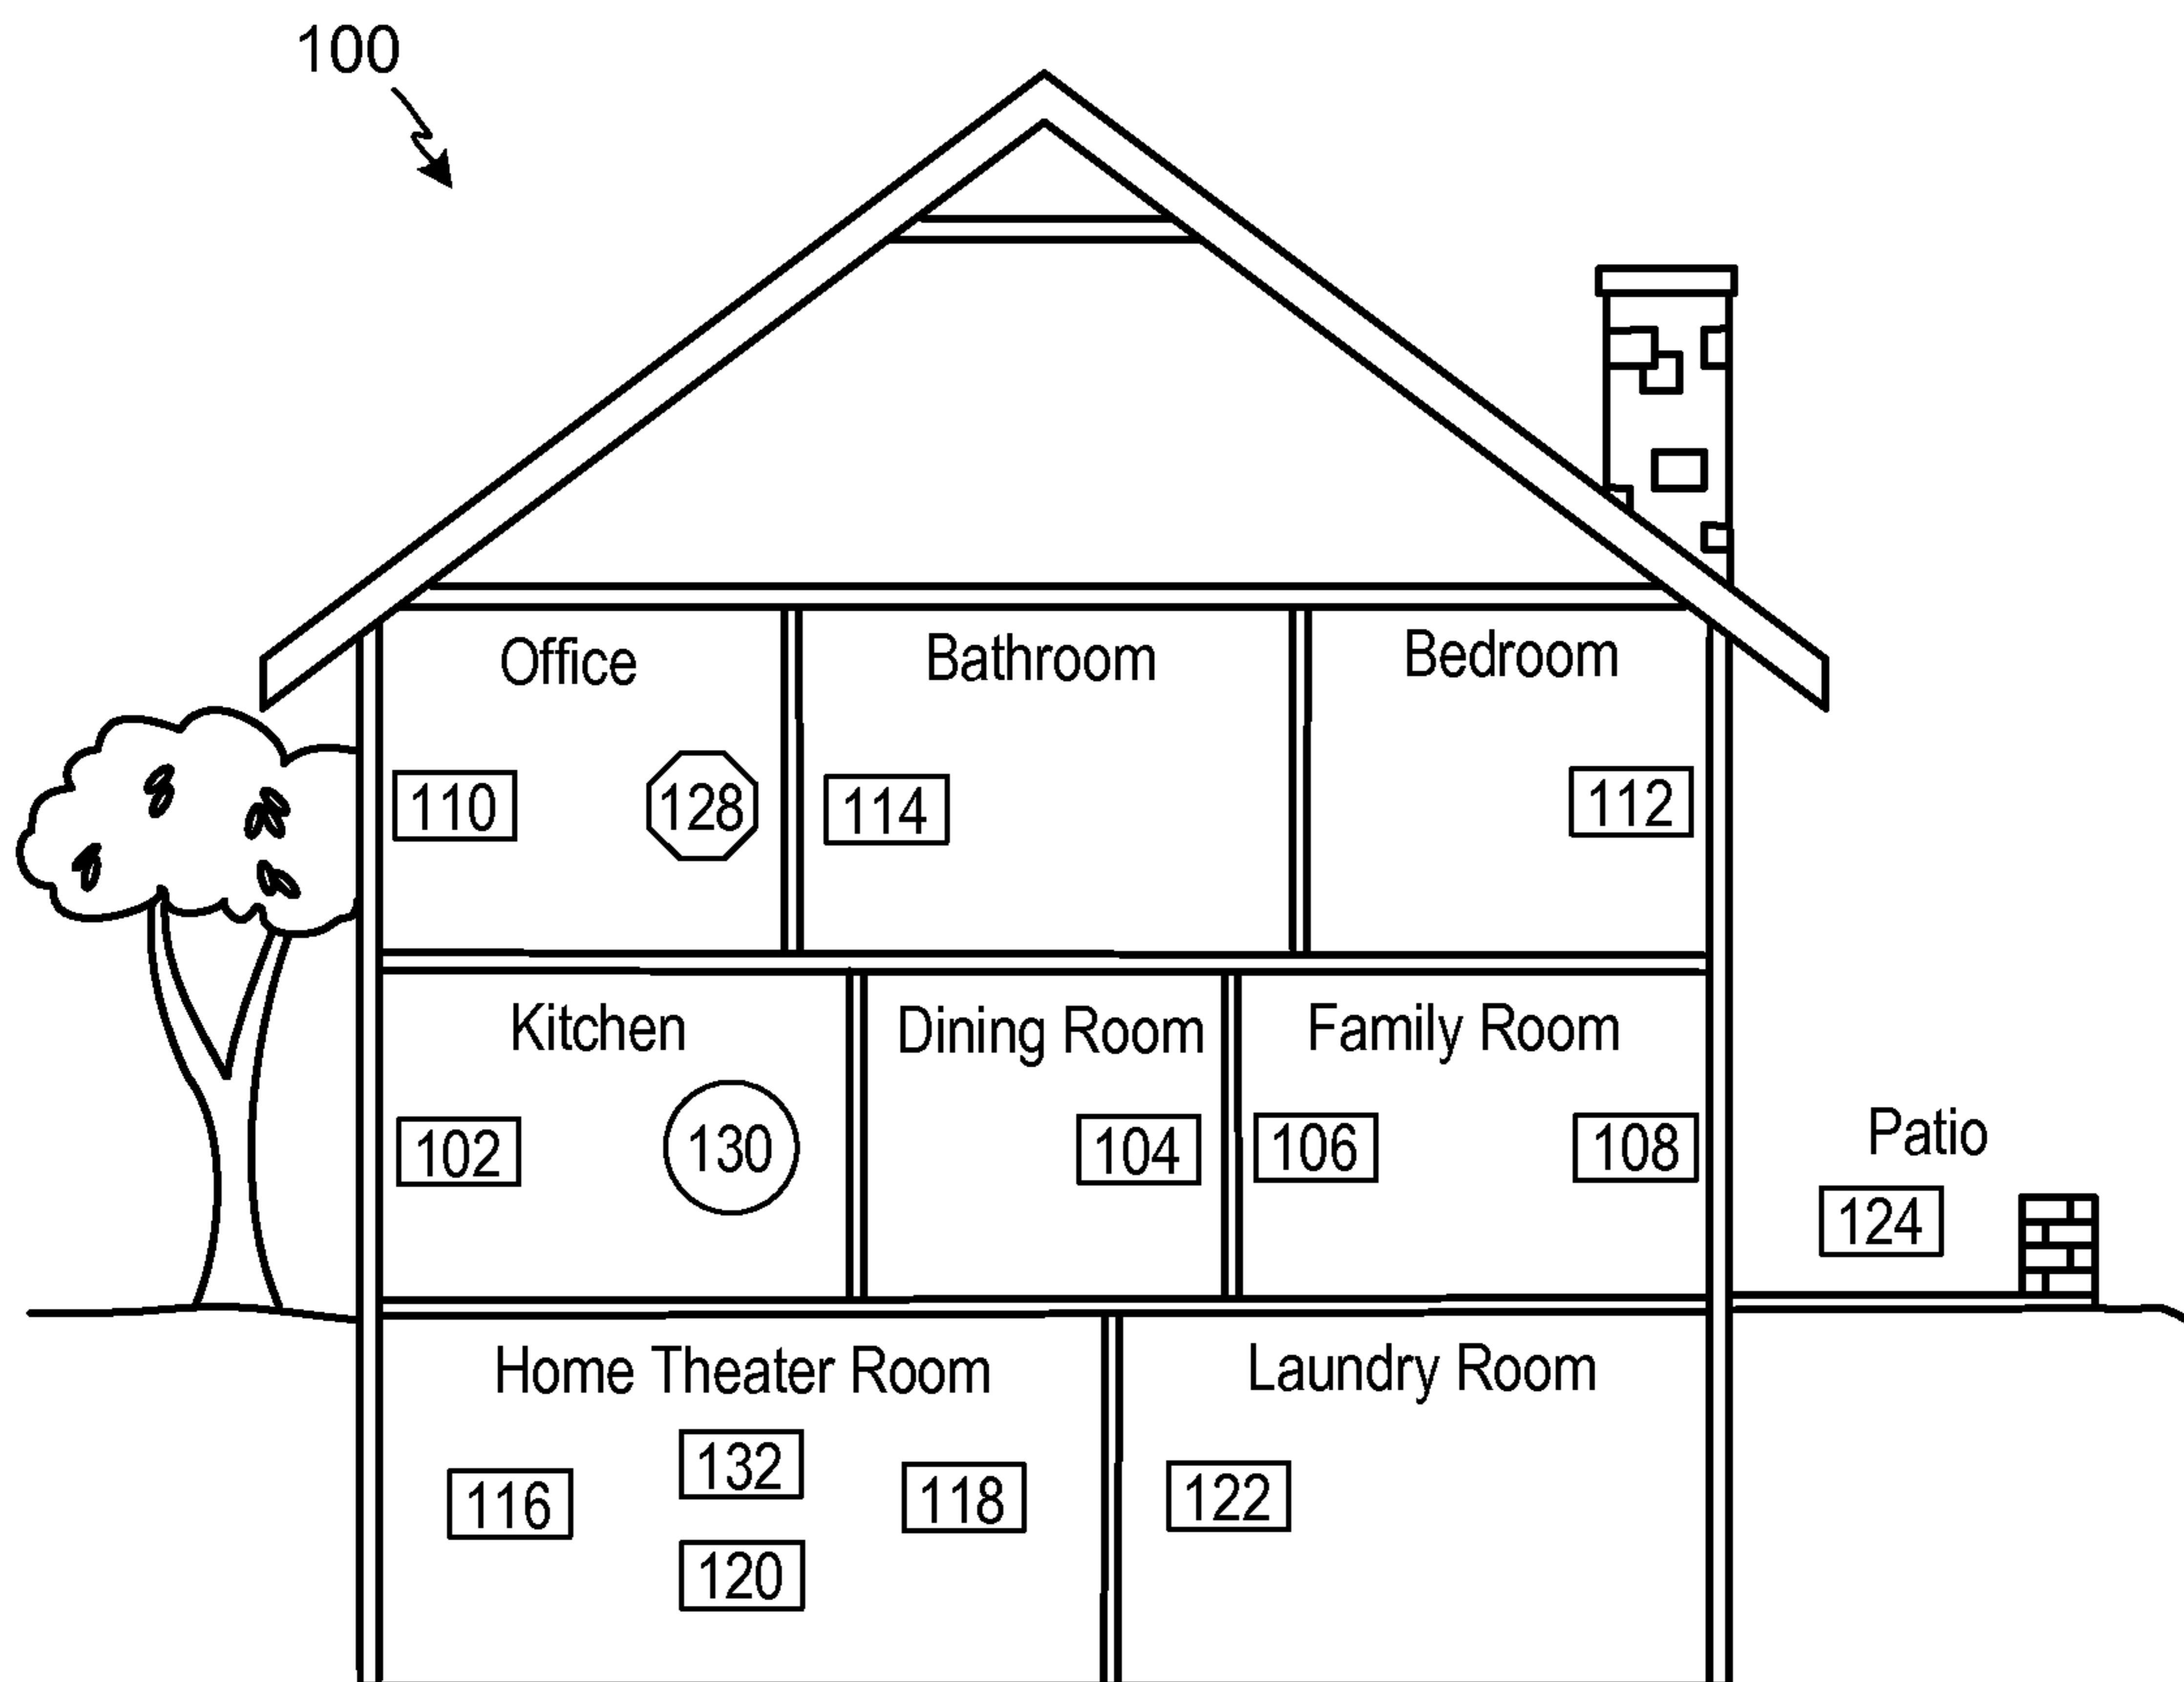 100
Office
Bathroom
Bedroom
110
128
114
112
Kitchen
Dining Room
Family Room
102
130
104
106
108
Patio
124
Home Theater Room
Laundry Room
132
116
118
122
120